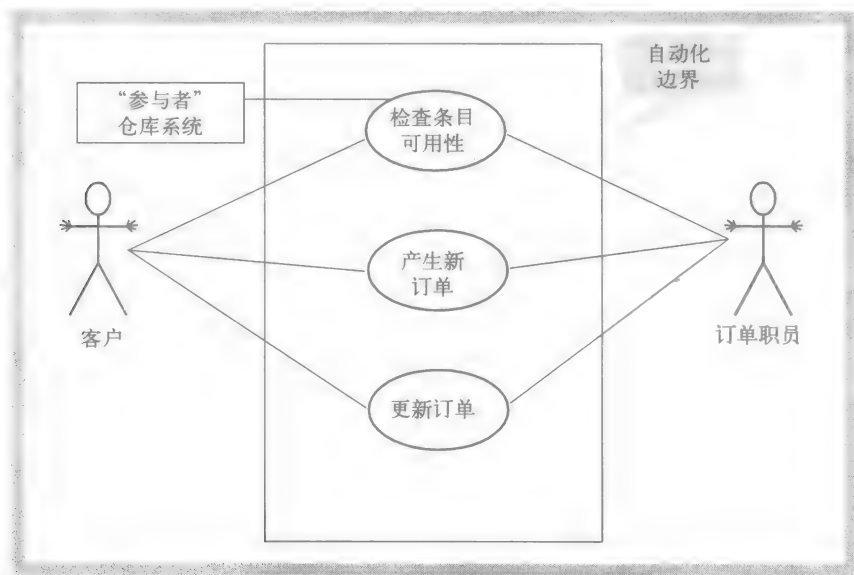 自动化
边界
“参与者”
仓库系统
检查条目
可用性
产生新
订单
客户
订单职员
更新订单